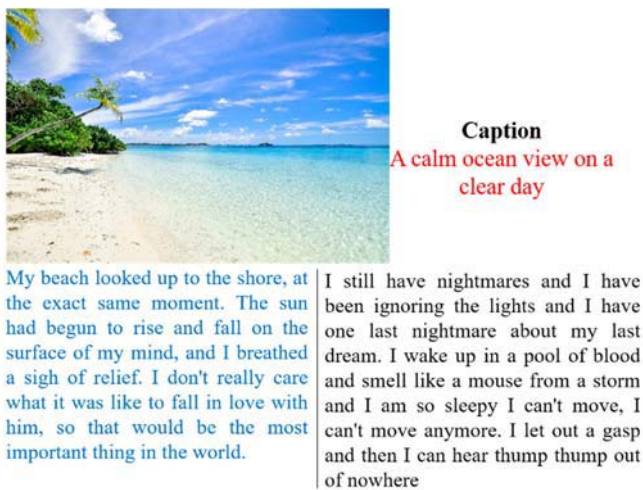 Caption
A calm ocean view on a
clear day
My beach looked up to the shore, at
the exact same moment. The sun
had begun to rise and fall on the
surface of my mind, and I breathed
a sigh of relief. I don't really care
what it was like to fall in love with
him, so that would be the most
important thing in the world.
I still have nightmares and I have
been ignoring the lights and I have
one last nightmare about my last
dream. I wake up in a pool of blood
and smell like a mouse from a storm
and I am so sleepy I can't move, I
can't move anymore. I let out a gasp
and then I can hear thump thump out
of nowhere